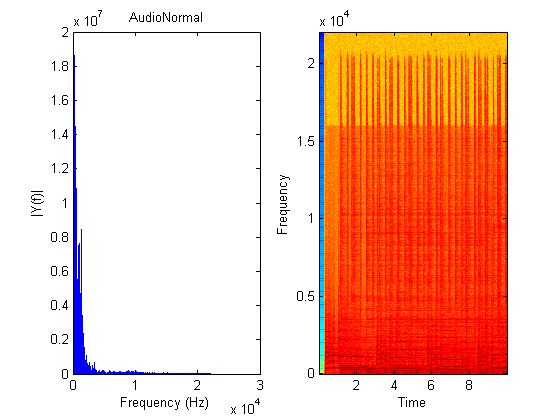 AudioNormal
x 10^7
2
1.8
1.6
1.4
1.2
1
0.8
0.6
0.4
0.2
0
|Y(f)|
0 1 2 3
Frequency (Hz)
x 10^4
x 10^4
2
1.5
1
0.5
0
Frequency
2 4 6 8
Time